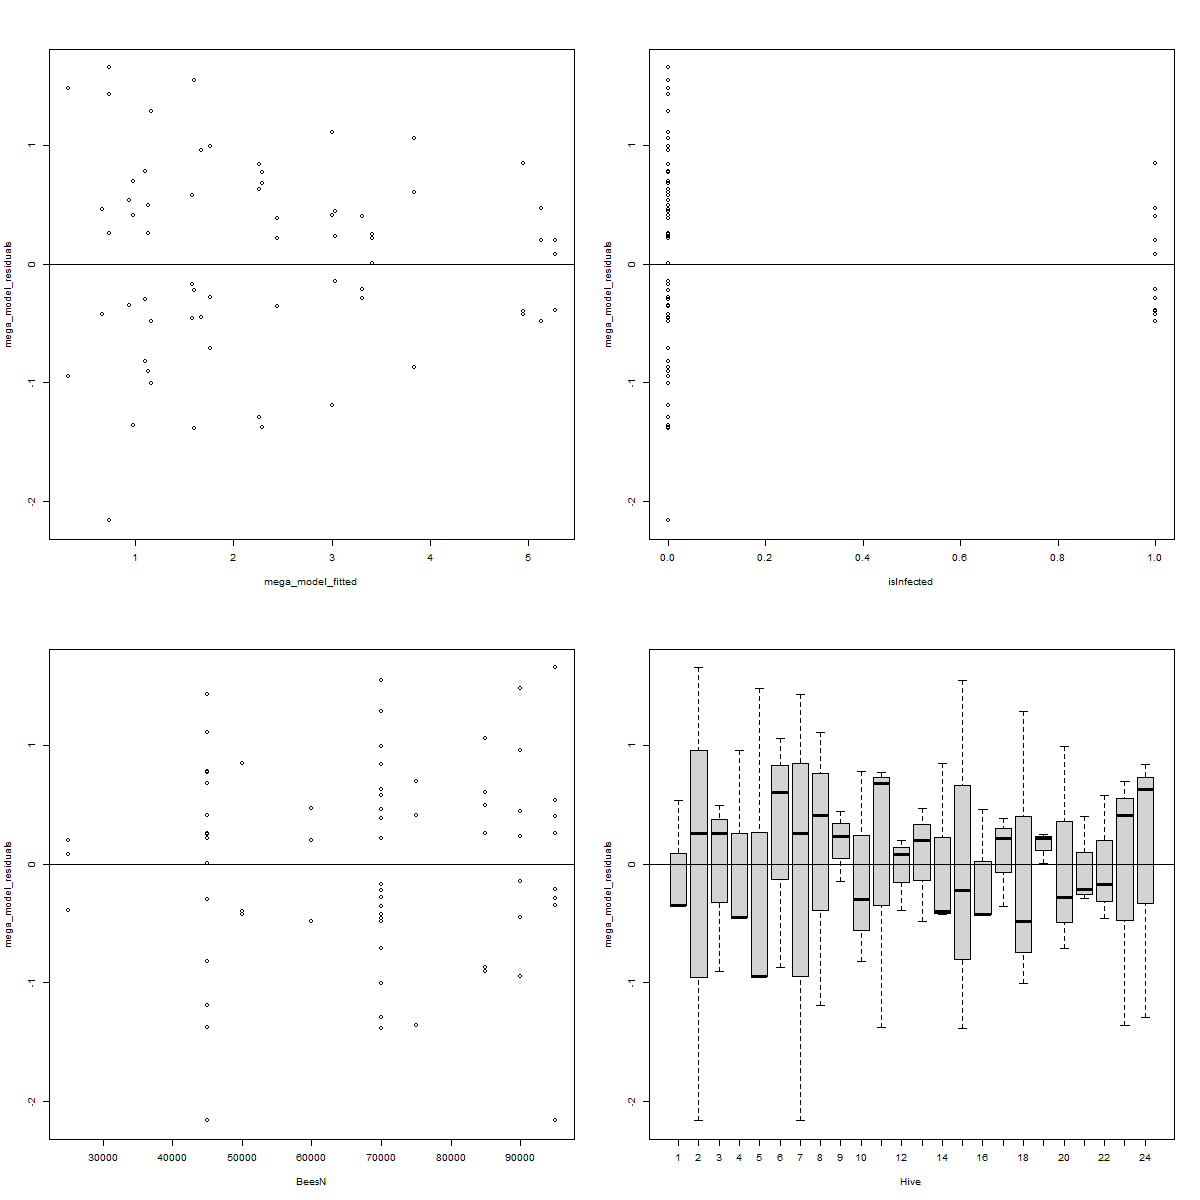 1
0
-1
-2
mega_model_residuals
1 2 3 4 5
mega_model_fitted
1
0
-1
-2
mega_model_residuals
0.0 0.2 0.4 0.6 0.8 1.0
isInfected
1
0
-1
-2
mega_model_residuals
30000 40000 50000 60000 70000 80000 90000
BeesN
1
0
-1
-2
mega_model_residuals
1 2 3 4 5 6 7 8 9 10 12 14 16 18 20 22 24
Hive